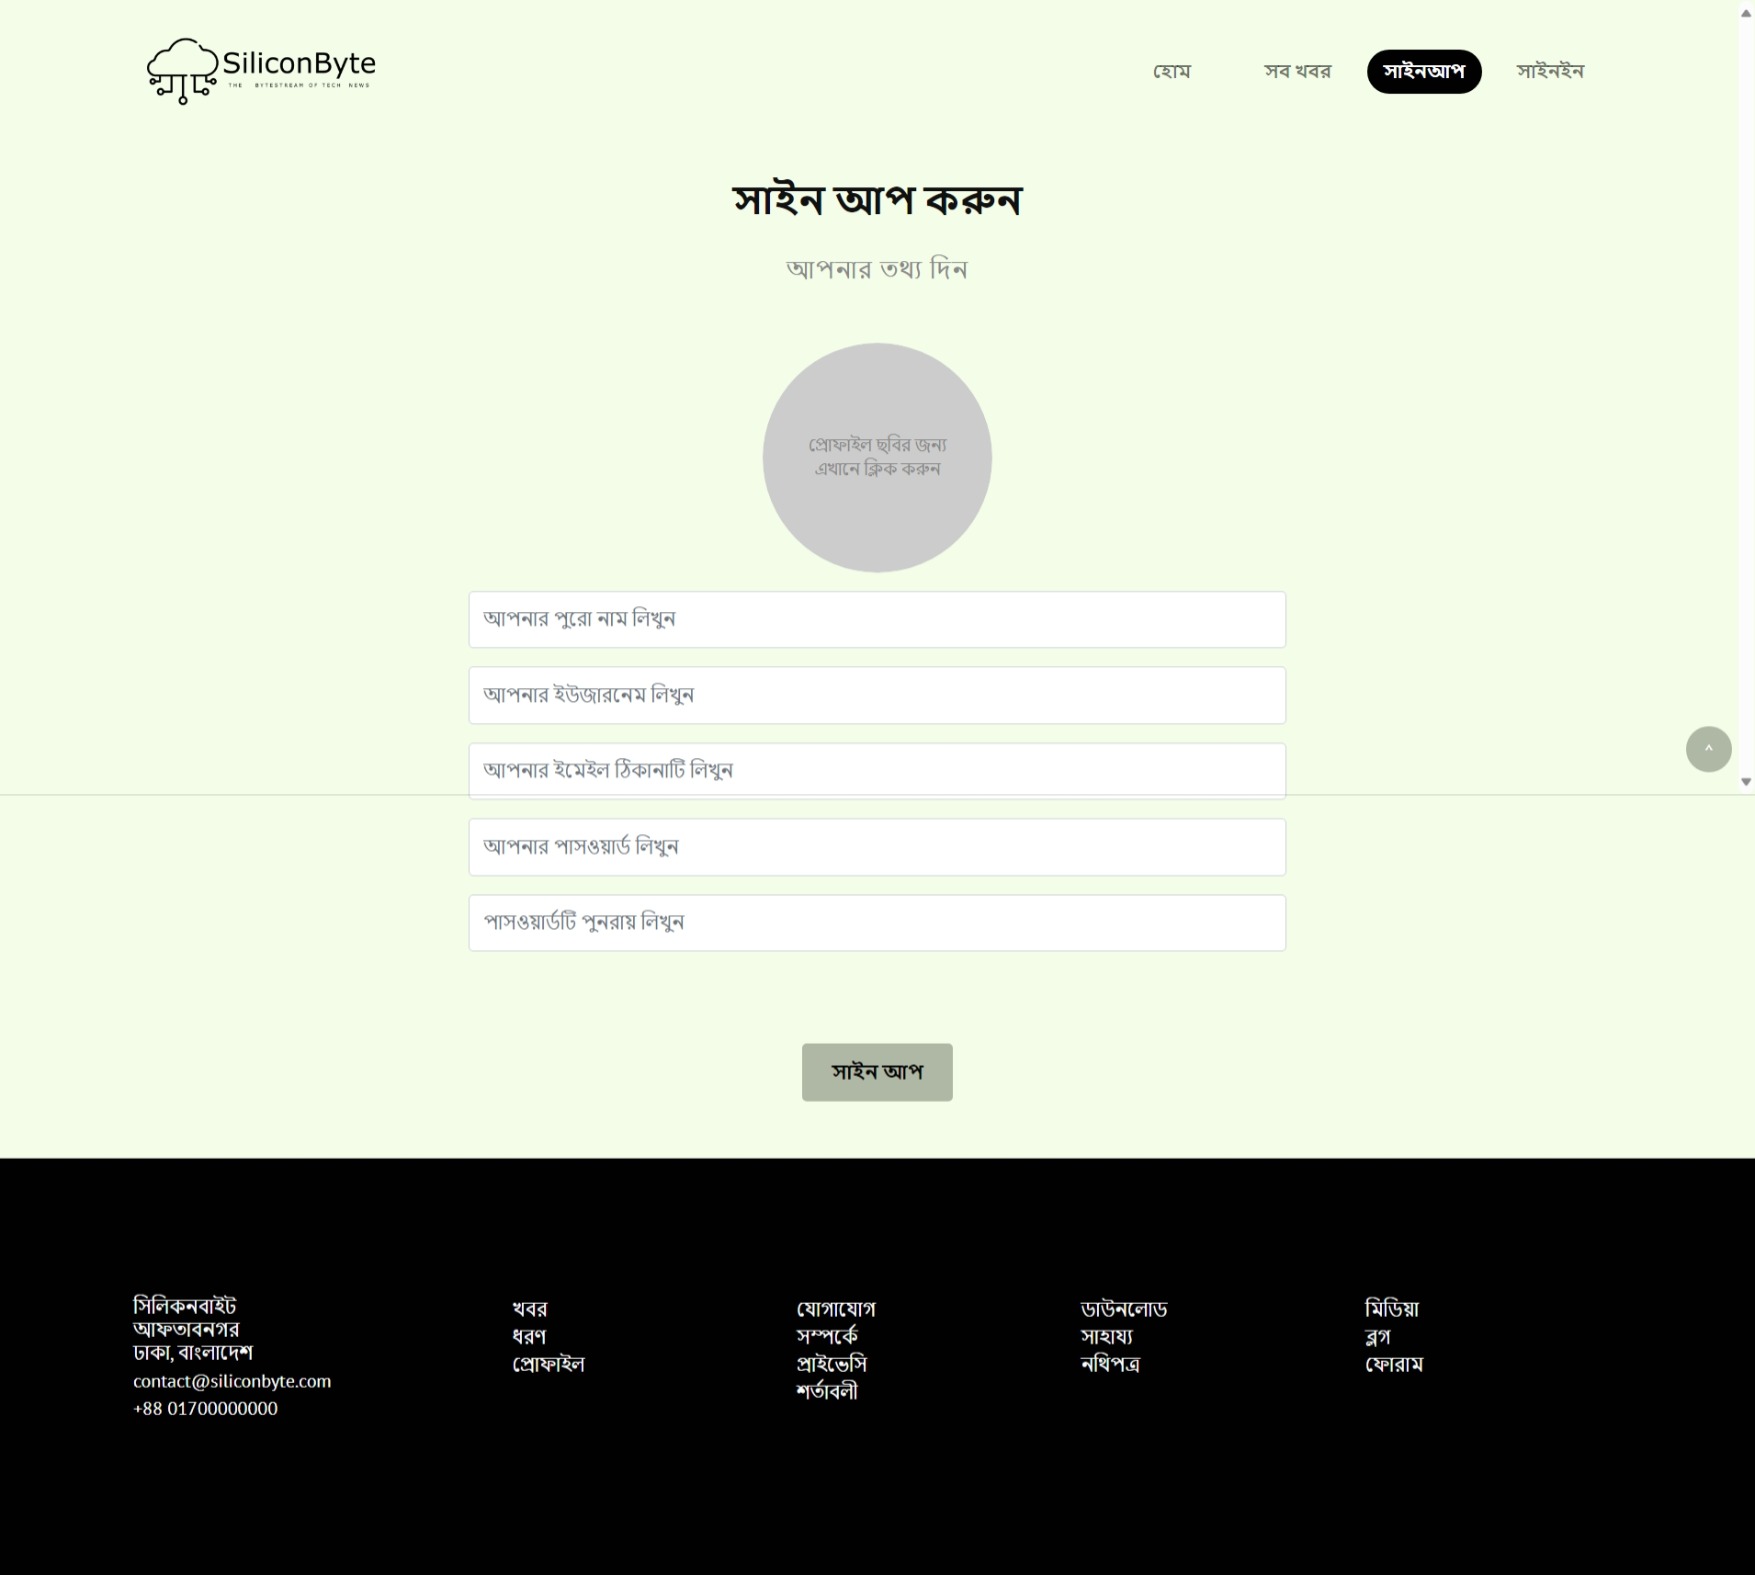 SiliconByte
THE BYTESTREAM OF TECH NEWS
হোম সব খবর সাইনআপ সাইনইন
সাইন আপ করুন
আপনার তথ্য দিন
প্রোফাইল ছবির জন্য
এখানে ক্লিক করুন
আপনার পুরো নাম লিখুন
আপনার ইউজারনেম লিখুন
আপনার ইমেইল ঠিকানাটি লিখুন
আপনার পাসওয়ার্ড লিখুন
পাসওয়ার্ডটি পুনরায় লিখুন
^
সাইন আপ
সিলিকনবাইট
আফতাবনগর
ঢাকা, বাংলাদেশ
contact@siliconbyte.com
+88 01700000000
খবর
ধরণ
প্রোফাইল
যোগাযোগ
সম্পর্কে
প্রাইভেসি
শর্তাবলী
ডাউনলোড
সাহায্য
নথিপত্র
মিডিয়া
ব্লগ
ফোরাম